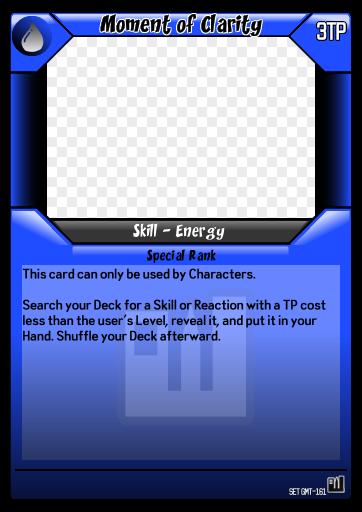 Moment of Clarity
3TP
Skill - Energy
Special Rank
This card can only be used by Characters.
Search your Deck for a Skill or Reaction with a TP cost
less than the user's Level, reveal it, and put it in your
Hand. Shuffle your Deck afterward.
SET GMT-161